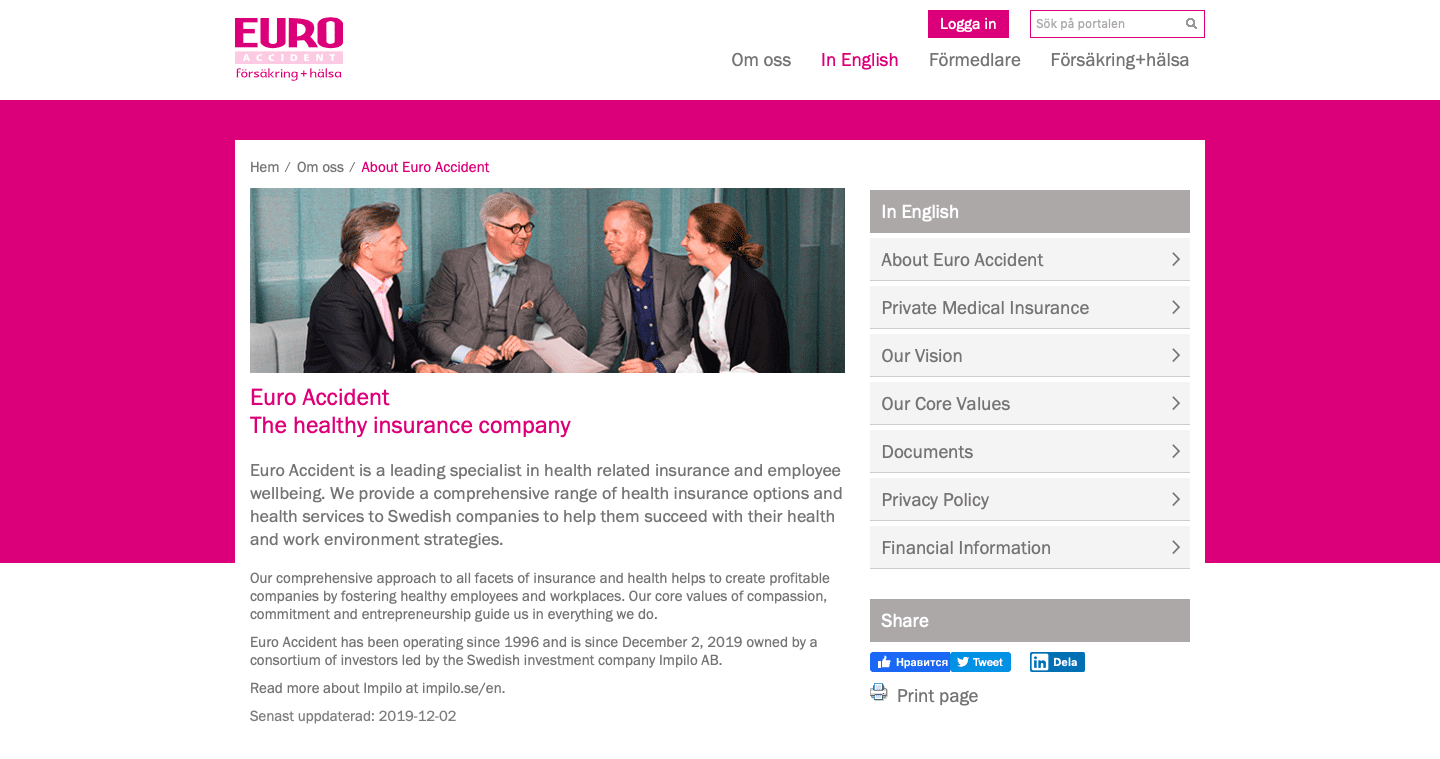 EURO
ACCIDENT
försäkring+hälsa
Logga in
Sök på portalen
Om oss
In English
Förmedlare
Försäkring+hälsa
Hem / Om oss / About Euro Accident
Euro Accident
The healthy insurance company
Euro Accident is a leading specialist in health related insurance and employee
wellbeing. We provide a comprehensive range of health insurance options and
health services to Swedish companies to help them succeed with their health
and work environment strategies.
Our comprehensive approach to all facets of insurance and health helps to create profitable
companies by fostering healthy employees and workplaces. Our core values of compassion,
commitment and entrepreneurship guide us in everything we do.
Euro Accident has been operating since 1996 and is since December 2, 2019 owned by a
consortium of investors led by the Swedish investment company Impilo AB.
Read more about Impilo at impilo.se/en.
Senast uppdaterad: 2019-12-02
In English
About Euro Accident
Private Medical Insurance
Our Vision
Our Core Values
Documents
Privacy Policy
Financial Information
Share
Нравится
Tweet
in Dela
Print page